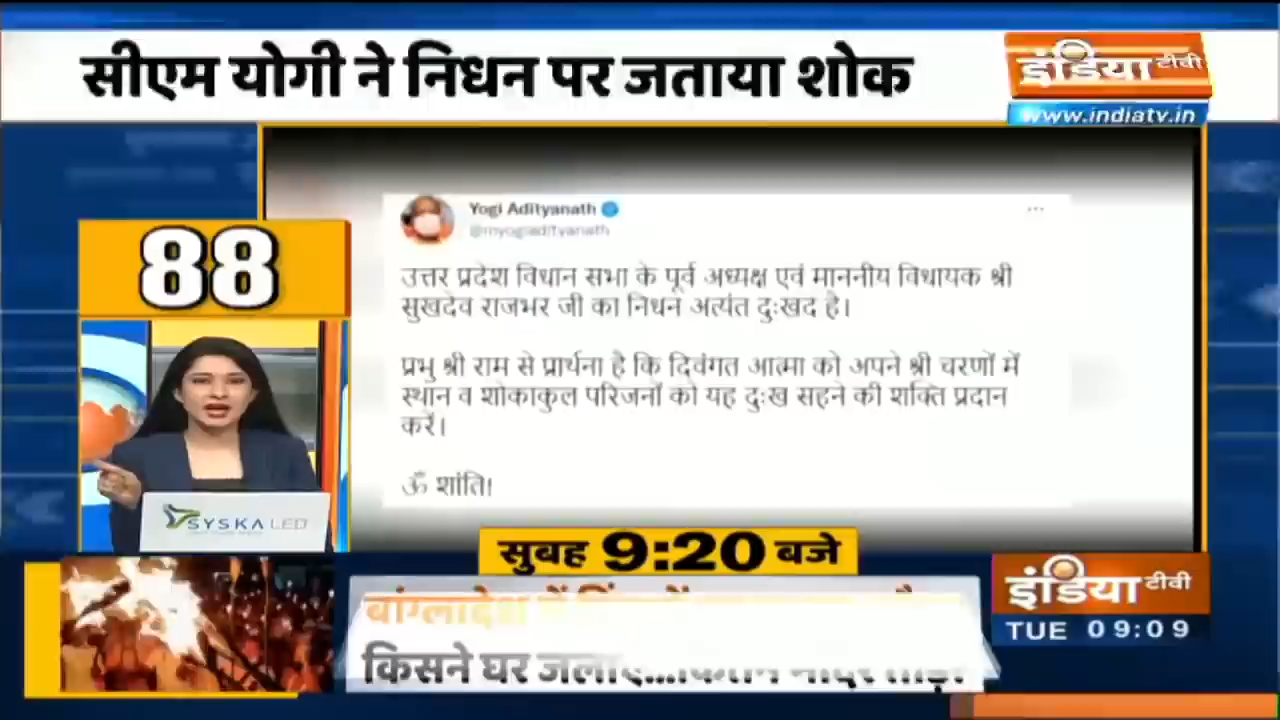 सीएम योगी ने निधन पर जताया शोक
इंडिया टीवी
www.indiatv.in
88
Yogi Adityanath
@myogiadityanath
उत्तर प्रदेश विधान सभा के पूर्व अध्यक्ष एवं माननीय विधायक श्री
सुखदेव राजभर जी का निधन अत्यंत दुःखद है।
प्रभु श्री राम से प्रार्थना है कि दिवंगत आत्मा को अपने श्री चरणों में
स्थान व शोकाकुल परिजनों को यह दुःख सहने की शक्ति प्रदान
करें।
ॐ शांति!
SYSKA LED
सुबह 9:20 बजे
बांग्लादेश में
किसने घर
इंडिया टीवी
TUE 09:09